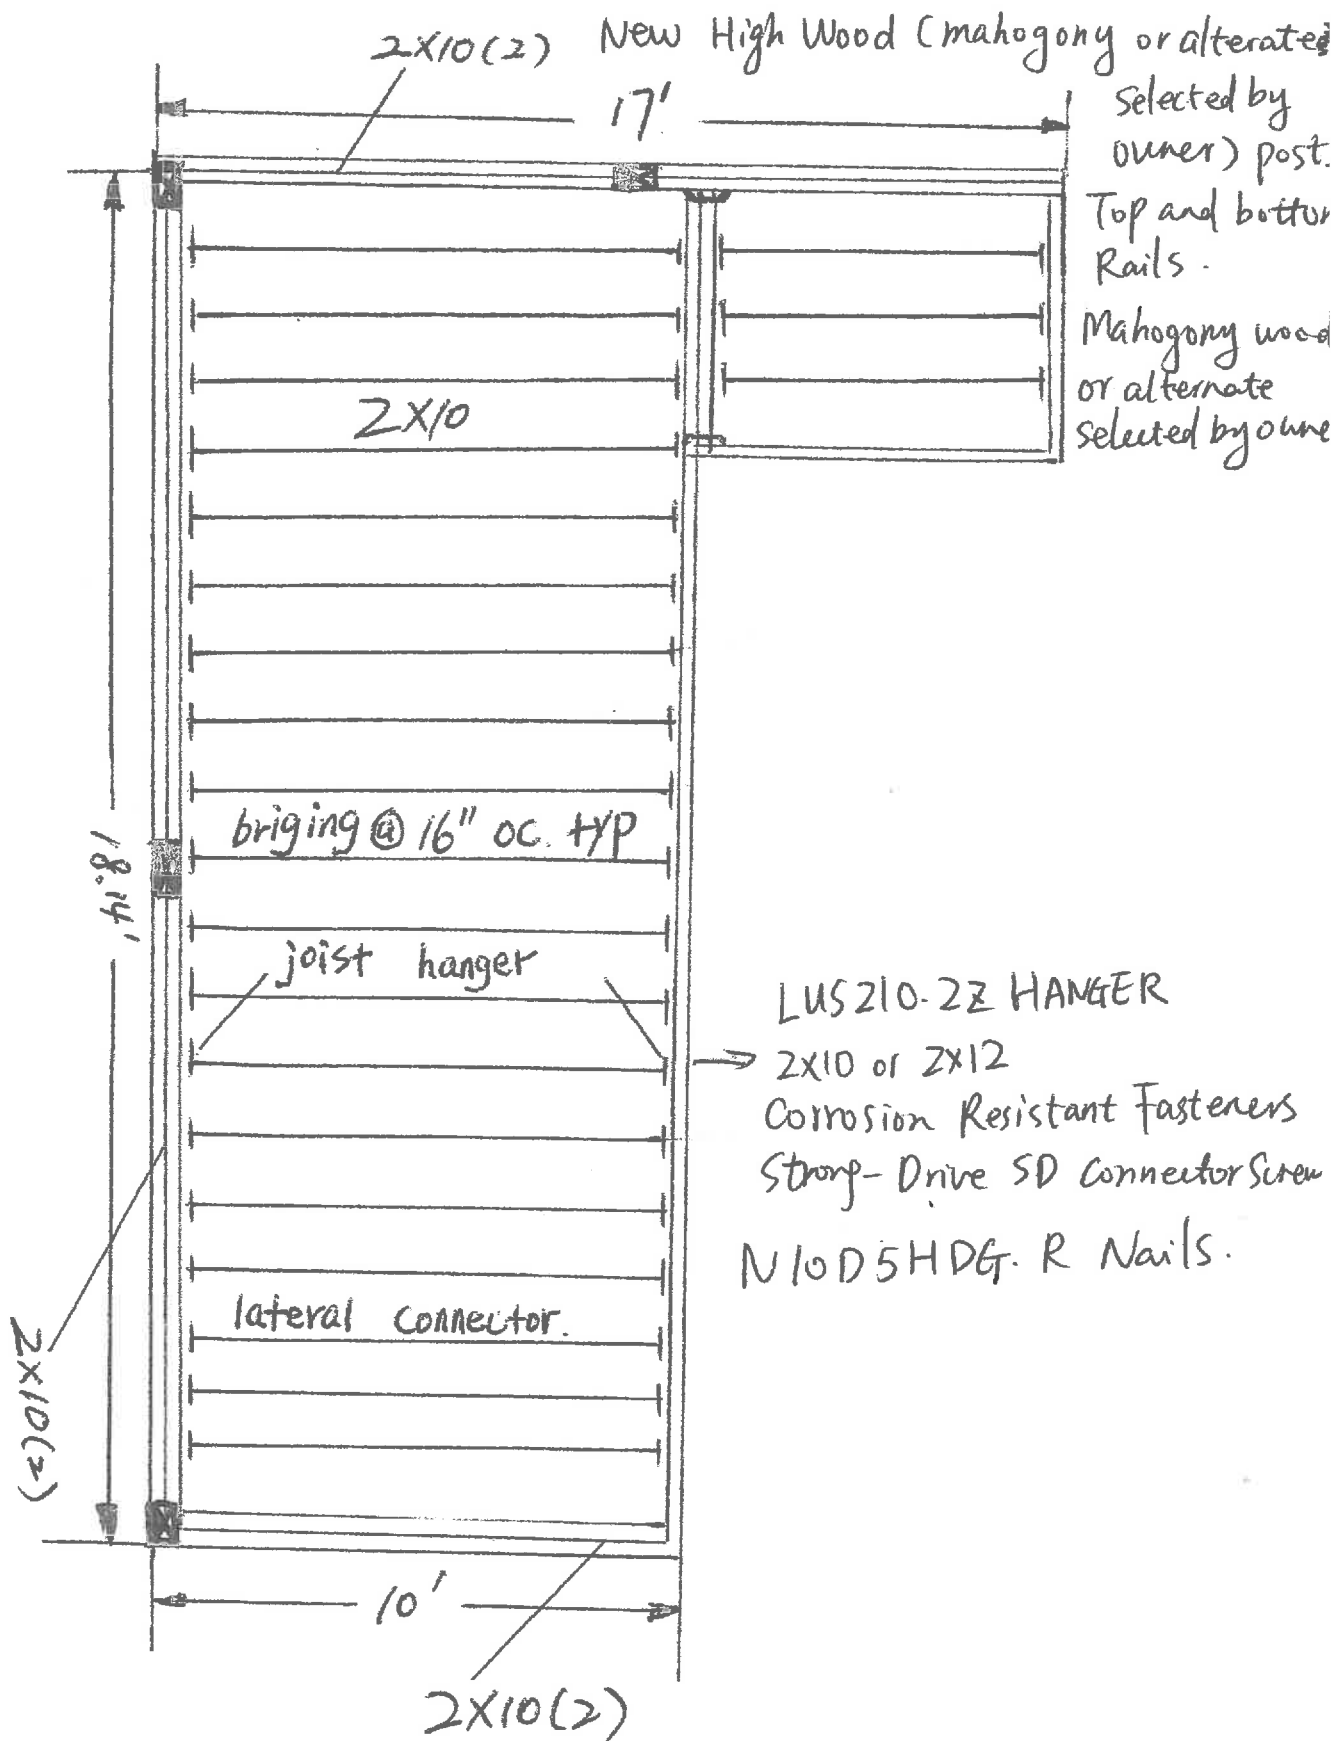 2X10(2)
New High Wood (mahogony or alterated
selected by
owner) post.
17'
Top and bottom
Rails.
Mahogony wood
or alternate
selected by owne
2X10
18.14'
briging @ 16" oc. typ
joist hanger
LUS210-2Z HANGER
2X10 or 2X12
Corrosion Resistant Fasteners
Strong-Drive SD Connector Screw
N10D5HDG-R Nails.
lateral connector.
2X10(2)
10'
2X10(2)